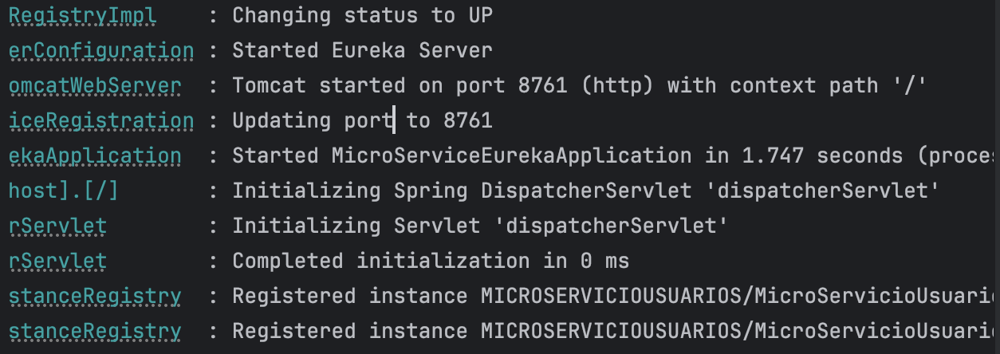 RegistryImpl : Changing status to UP
erConfiguration : Started Eureka Server
omcatWebServer : Tomcat started on port 8761 (http) with context path '/'
iceRegistration : Updating port to 8761
ekaApplication : Started MicroServiceEurekaApplication in 1.747 seconds (proces
host].[/] : Initializing Spring DispatcherServlet 'dispatcherServlet'
rServlet : Initializing Servlet 'dispatcherServlet'
rServlet : Completed initialization in 0 ms
stanceRegistry : Registered instance MICROSERVICIOUSUARIOS/MicroServicioUsuario
stanceRegistry : Registered instance MICROSERVICIOUSUARIOS/MicroServicioUsuario